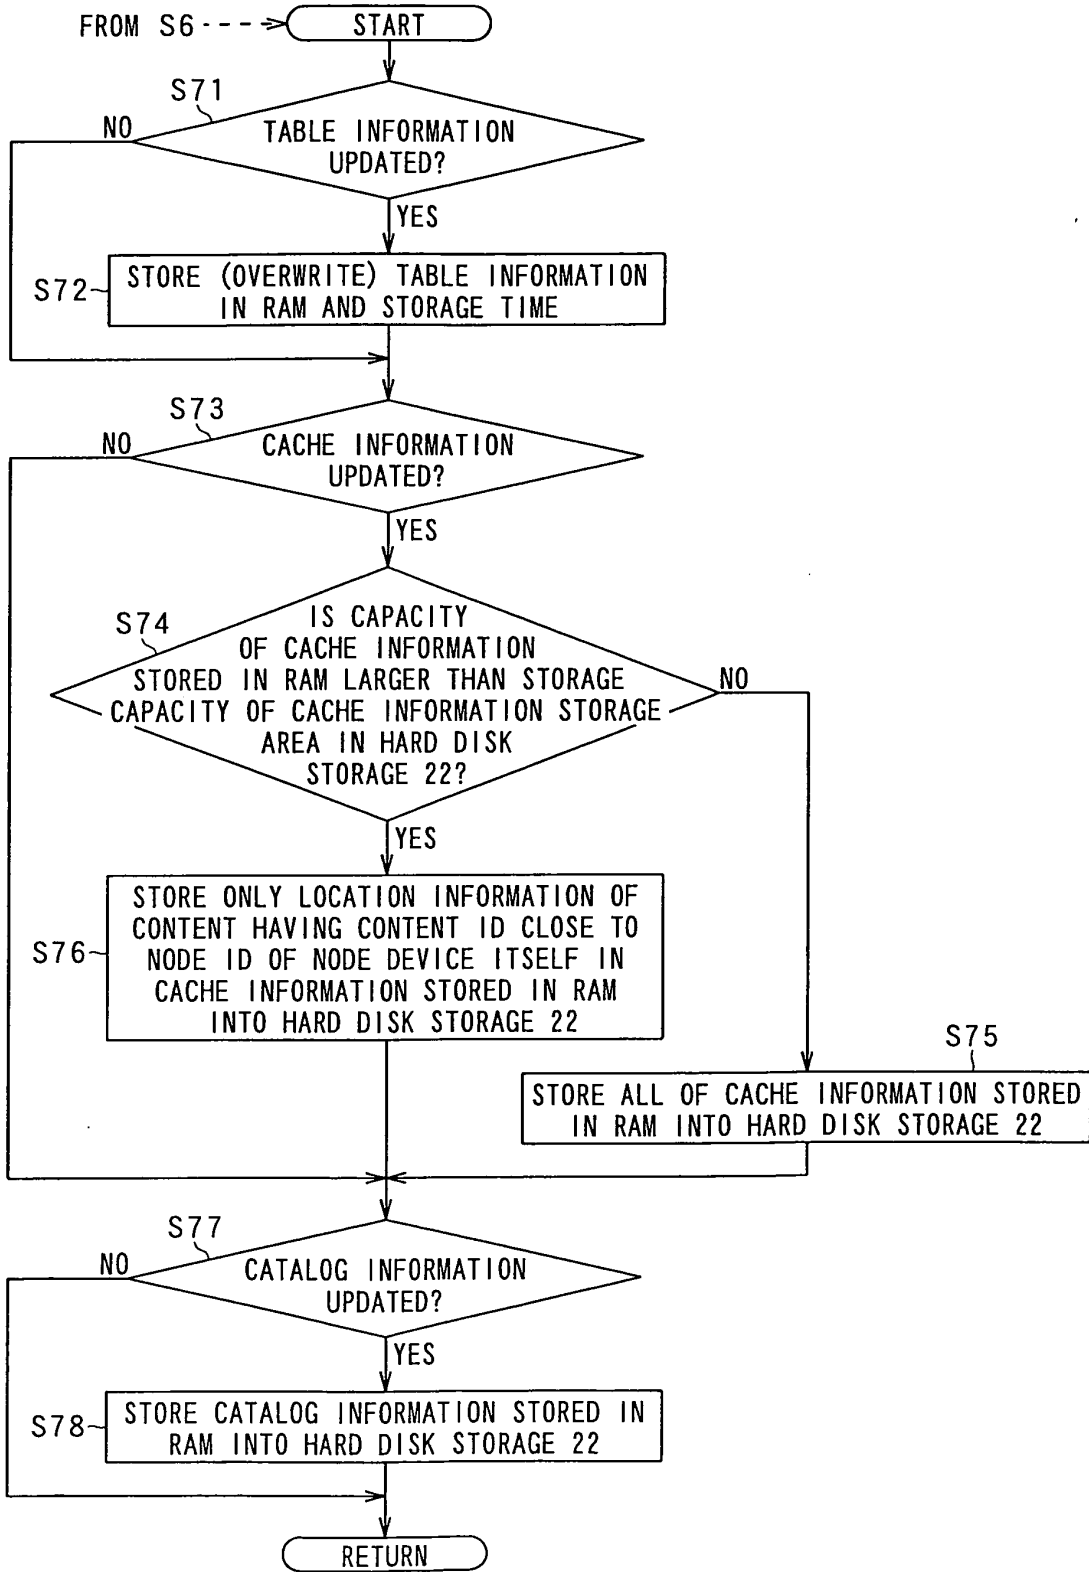 FROM S6
START
S71
NO
TABLE INFORMATION
UPDATED?
YES
S72
STORE (OVERWRITE) TABLE INFORMATION
IN RAM AND STORAGE TIME
S73
NO
CACHE INFORMATION
UPDATED?
YES
S74
IS CAPACITY
OF CACHE INFORMATION
STORED IN RAM LARGER THAN STORAGE
CAPACITY OF CACHE INFORMATION STORAGE
AREA IN HARD DISK
STORAGE 22?
NO
YES
S76
STORE ONLY LOCATION INFORMATION OF
CONTENT HAVING CONTENT ID CLOSE TO
NODE ID OF NODE DEVICE ITSELF IN
CACHE INFORMATION STORED IN RAM
INTO HARD DISK STORAGE 22
S75
STORE ALL OF CACHE INFORMATION STORED
IN RAM INTO HARD DISK STORAGE 22
S77
NO
CATALOG INFORMATION
UPDATED?
YES
S78
STORE CATALOG INFORMATION STORED IN
RAM INTO HARD DISK STORAGE 22
RETURN